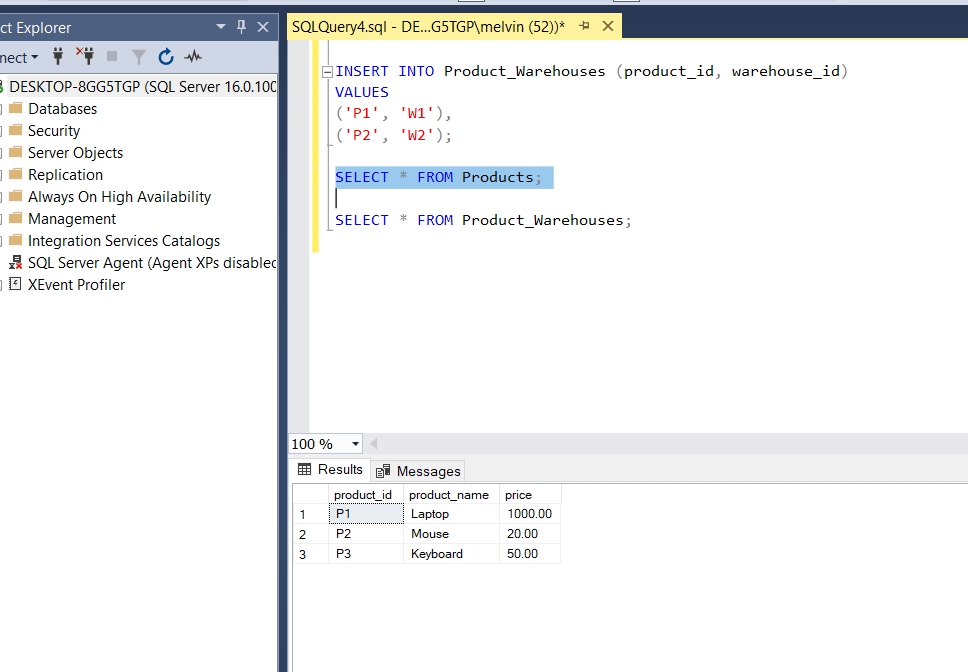 ct Explorer
nect
DESKTOP-8GG5TGP (SQL Server 16.0.100
Databases
Security
Server Objects
Replication
Always On High Availability
Management
Integration Services Catalogs
SQL Server Agent (Agent XPs disabled
XEvent Profiler
SQLQuery4.sql - DE...G5TGP\melvin (52))*
INSERT INTO Product_Warehouses (product_id, warehouse_id)
VALUES
('P1', 'W1'),
('P2', 'W2');
SELECT * FROM Products;
SELECT * FROM Product_Warehouses;
100 %
Results Messages
product_id product_name price
1 P1 Laptop 1000.00
2 P2 Mouse 20.00
3 P3 Keyboard 50.00